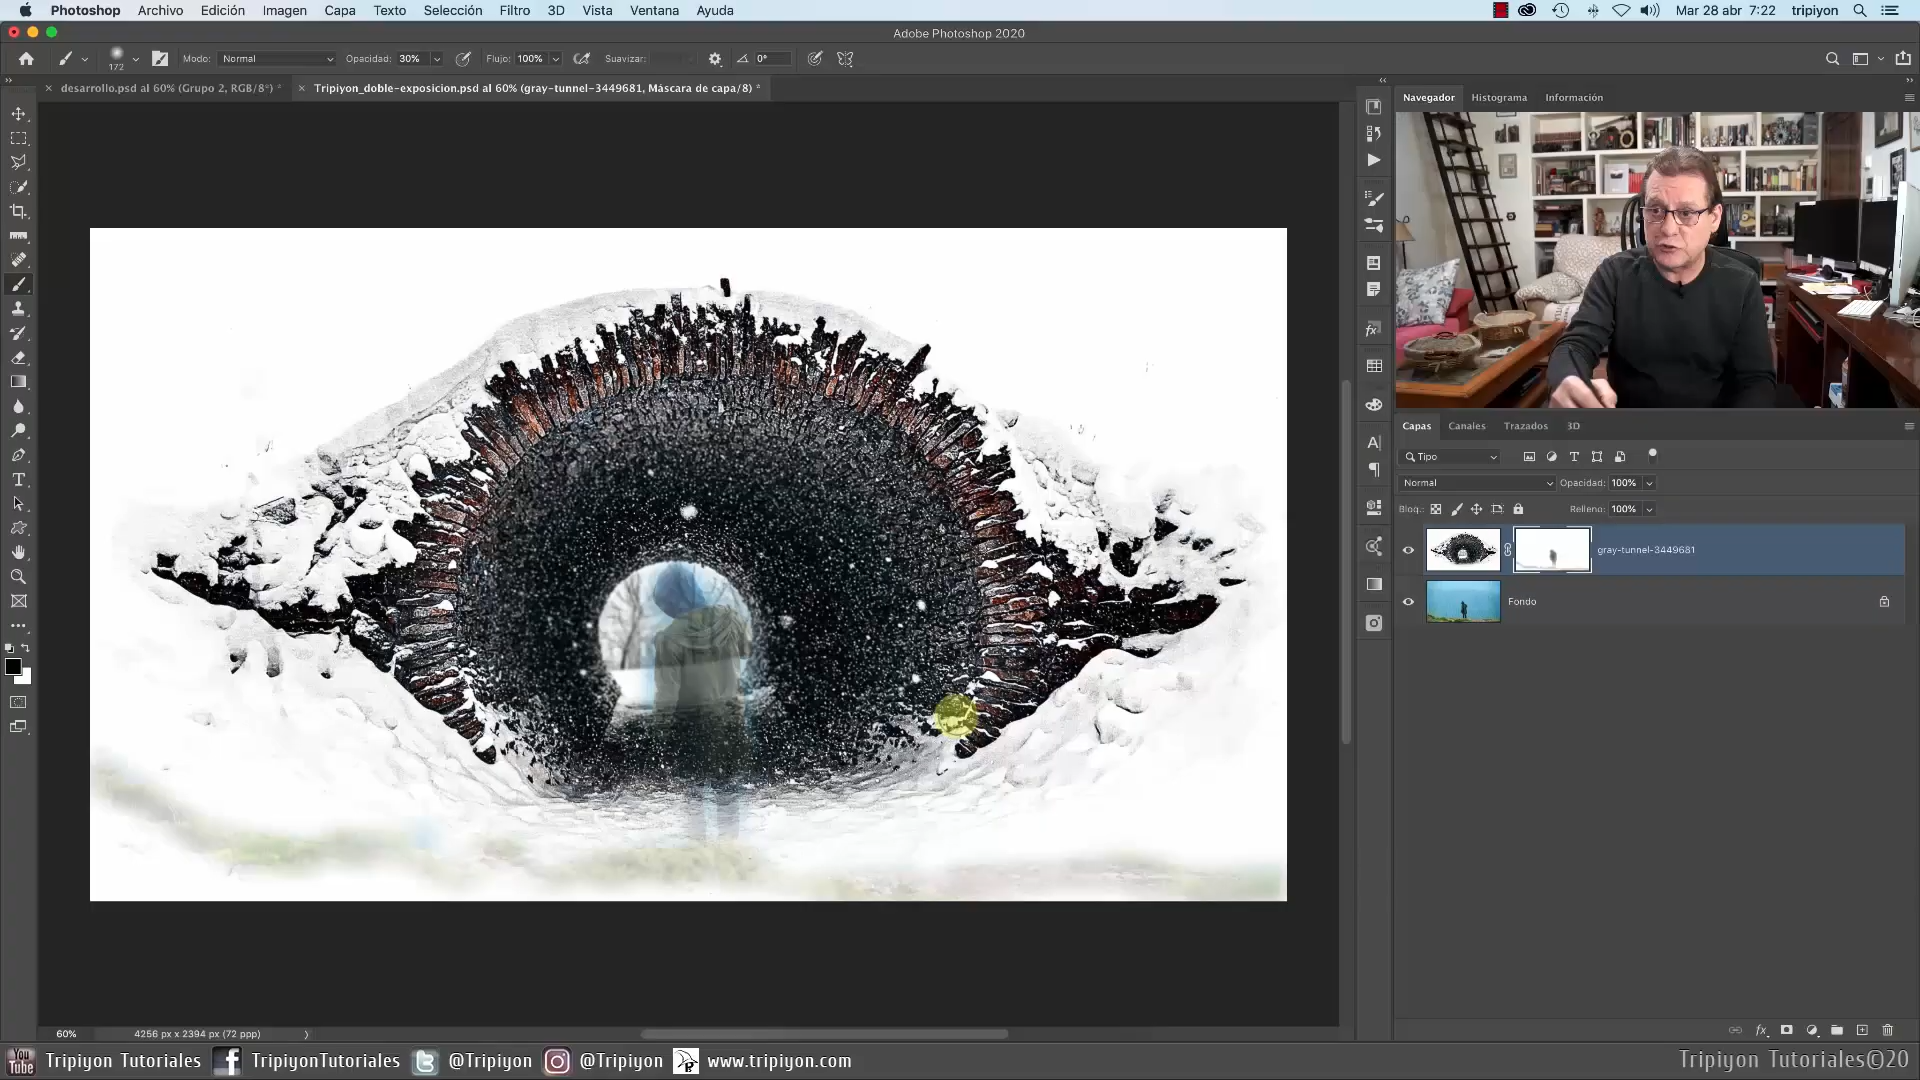 Photoshop Archivo Edición Imagen Capa Texto Selección Filtro 3D Vista Ventana Ayuda Mar 28 abr 7:22 tripiyon
Adobe Photoshop 2020
172 Modo: Normal Opacidad: 30% Flujo: 100% Suavizar: 0°
desarrollo.psd al 60% (Grupo 2, RGB/8*) * Tripiyon_doble-exposicion.psd al 60% (gray-tunnel-3449681, Máscara de capa/8) *
Navegador Histograma Información
Capas Canales Trazados 3D
Tipo
Normal Opacidad: 100%
Bloq.: Relleno: 100%
gray-tunnel-3449681
Fondo
60% 4256 px x 2394 px (72 ppp)
You Tube Tripiyon Tutoriales TripiyonTutoriales @Tripiyon @Tripiyon www.tripiyon.com Tripiyon Tutoriales©20